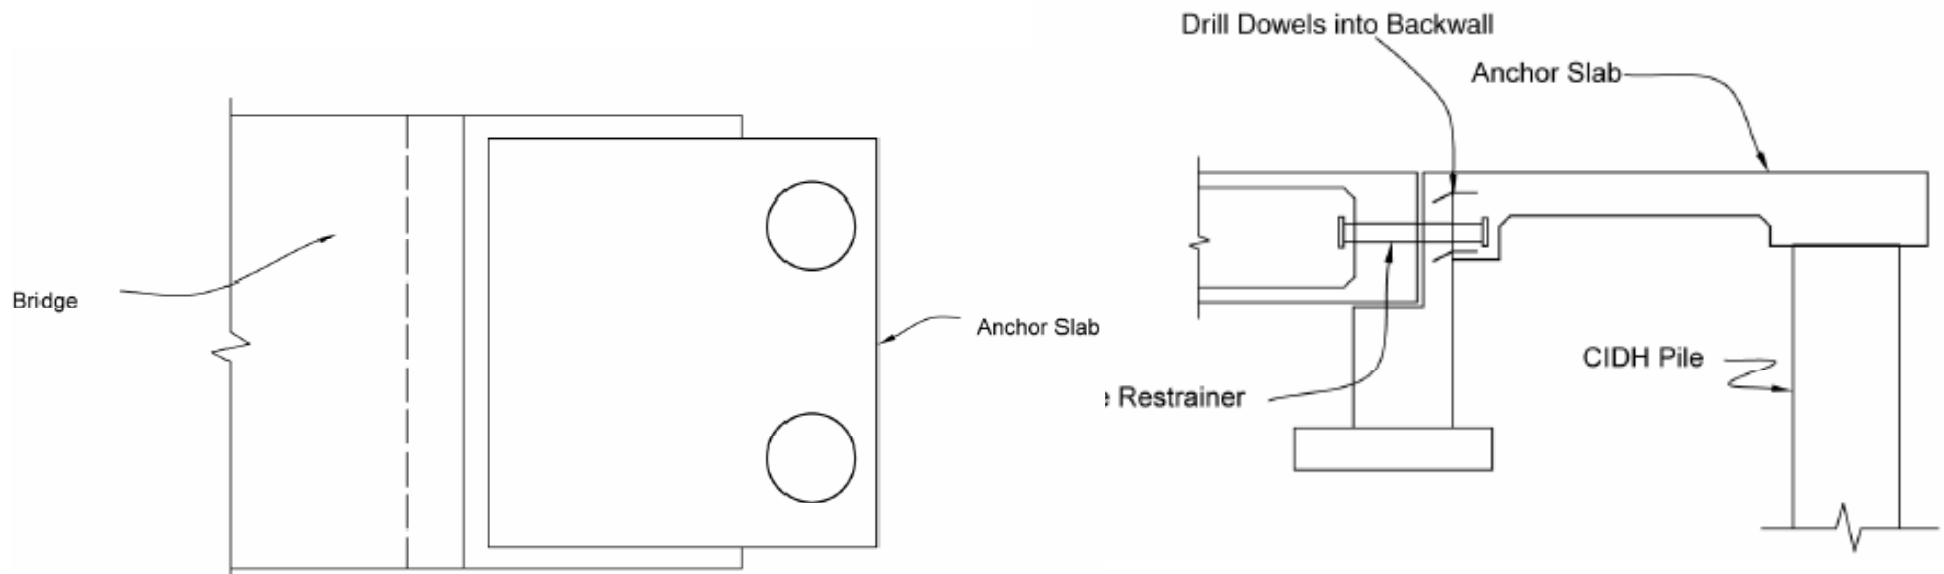 Drill Dowels into Backwall
Anchor Slab
Bridge
Anchor Slab
CIDH Pile
Restrainer